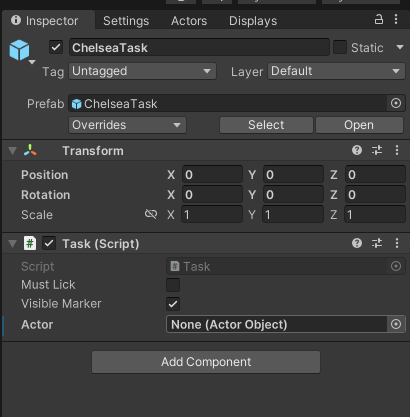 Inspector Settings Actors Displays
ChelseaTask Static
Tag Untagged Layer Default
Prefab ChelseaTask
Overrides Select Open
Transform
Position X 0 Y 0 Z 0
Rotation X 0 Y 0 Z 0
Scale X 1 Y 1 Z 1
# Task (Script)
Script # Task
Must Lick
Visible Marker
Actor None (Actor Object)
Add Component